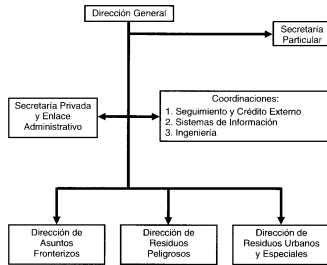 Dirección General
Secretaría
Particular
Secretaría Privada
y Enlace
Administrativo
Coordinaciones:
1. Seguimiento y Crédito Externo
2. Sistemas de Información
3. Ingeniería
Dirección de
Asuntos
Fronterizos
Dirección de
Residuos
Peligrosos
Dirección de
Residuos Urbanos
y Especiales